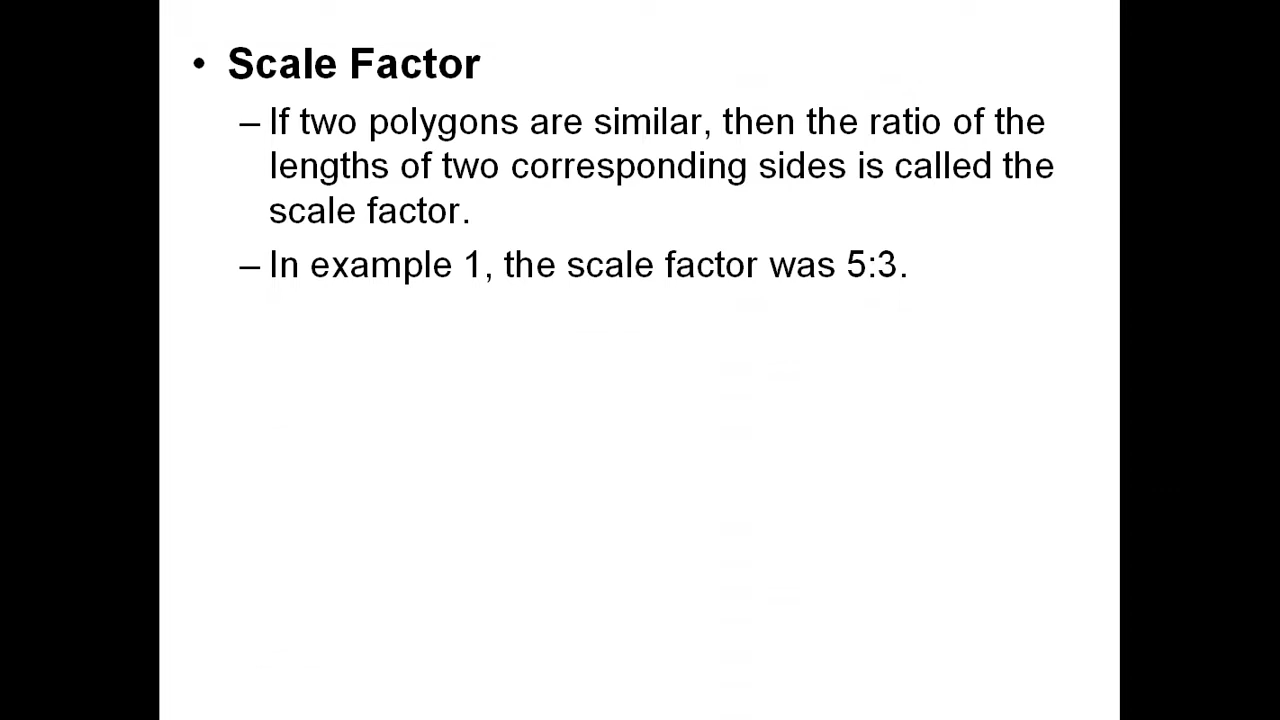 • Scale Factor
– If two polygons are similar, then the ratio of the
lengths of two corresponding sides is called the
scale factor.
– In example 1, the scale factor was 5:3.